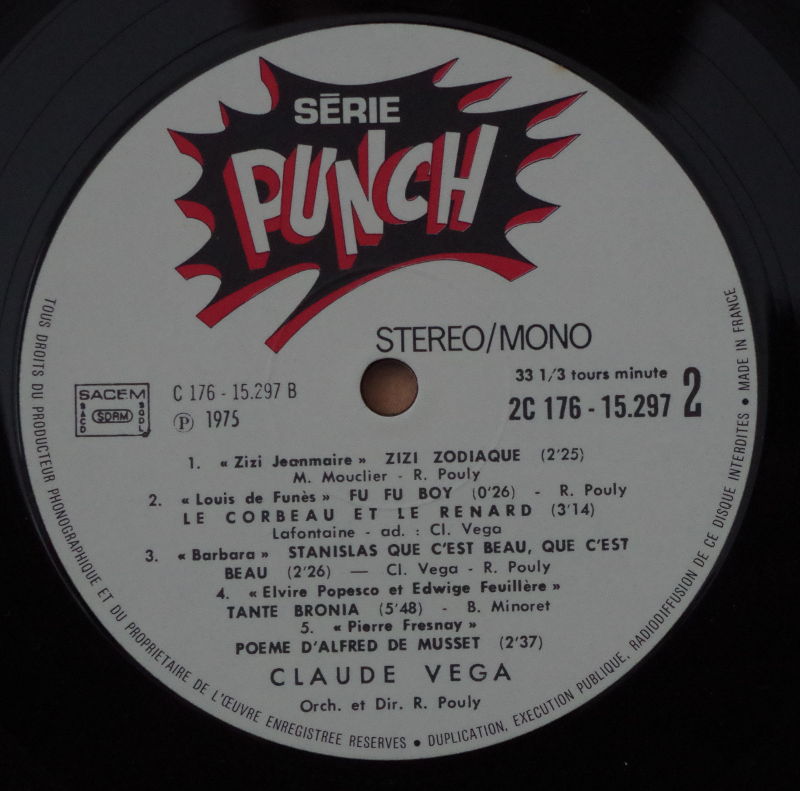 SÉRIE
PUNCH
STEREO/MONO
33 1/3 tours minute
2C 176 - 15.297 2
SACEM
SACD SDRM SGDL
C 176 - 15.297 B
Ⓟ 1975
1. « Zizi Jeanmaire » ZIZI ZODIAQUE (2'25)
M. Mouclier - R. Pouly
2. « Louis de Funès » FU FU BOY (0'26) - R. Pouly
LE CORBEAU ET LE RENARD (3'14)
Lafontaine - ad. : Cl. Vega
3. « Barbara » STANISLAS QUE C'EST BEAU, QUE C'EST
BEAU (2'26) — Cl. Vega - R. Pouly
4. « Elvire Popesco et Edwige Feuillère »
TANTE BRONIA (5'48) - B. Minoret
5. « Pierre Fresnay »
POEME D'ALFRED DE MUSSET (2'37)
CLAUDE VEGA
Orch. et Dir. R. Pouly
TOUS DROITS DU PRODUCTEUR PHONOGRAPHIQUE ET DU PROPRIETAIRE DE L'ŒUVRE ENREGISTREE RESERVES • DUPLICATION, EXECUTION PUBLIQUE, RADIODIFFUSION DE CE DISQUE INTERDITES • MADE IN FRANCE